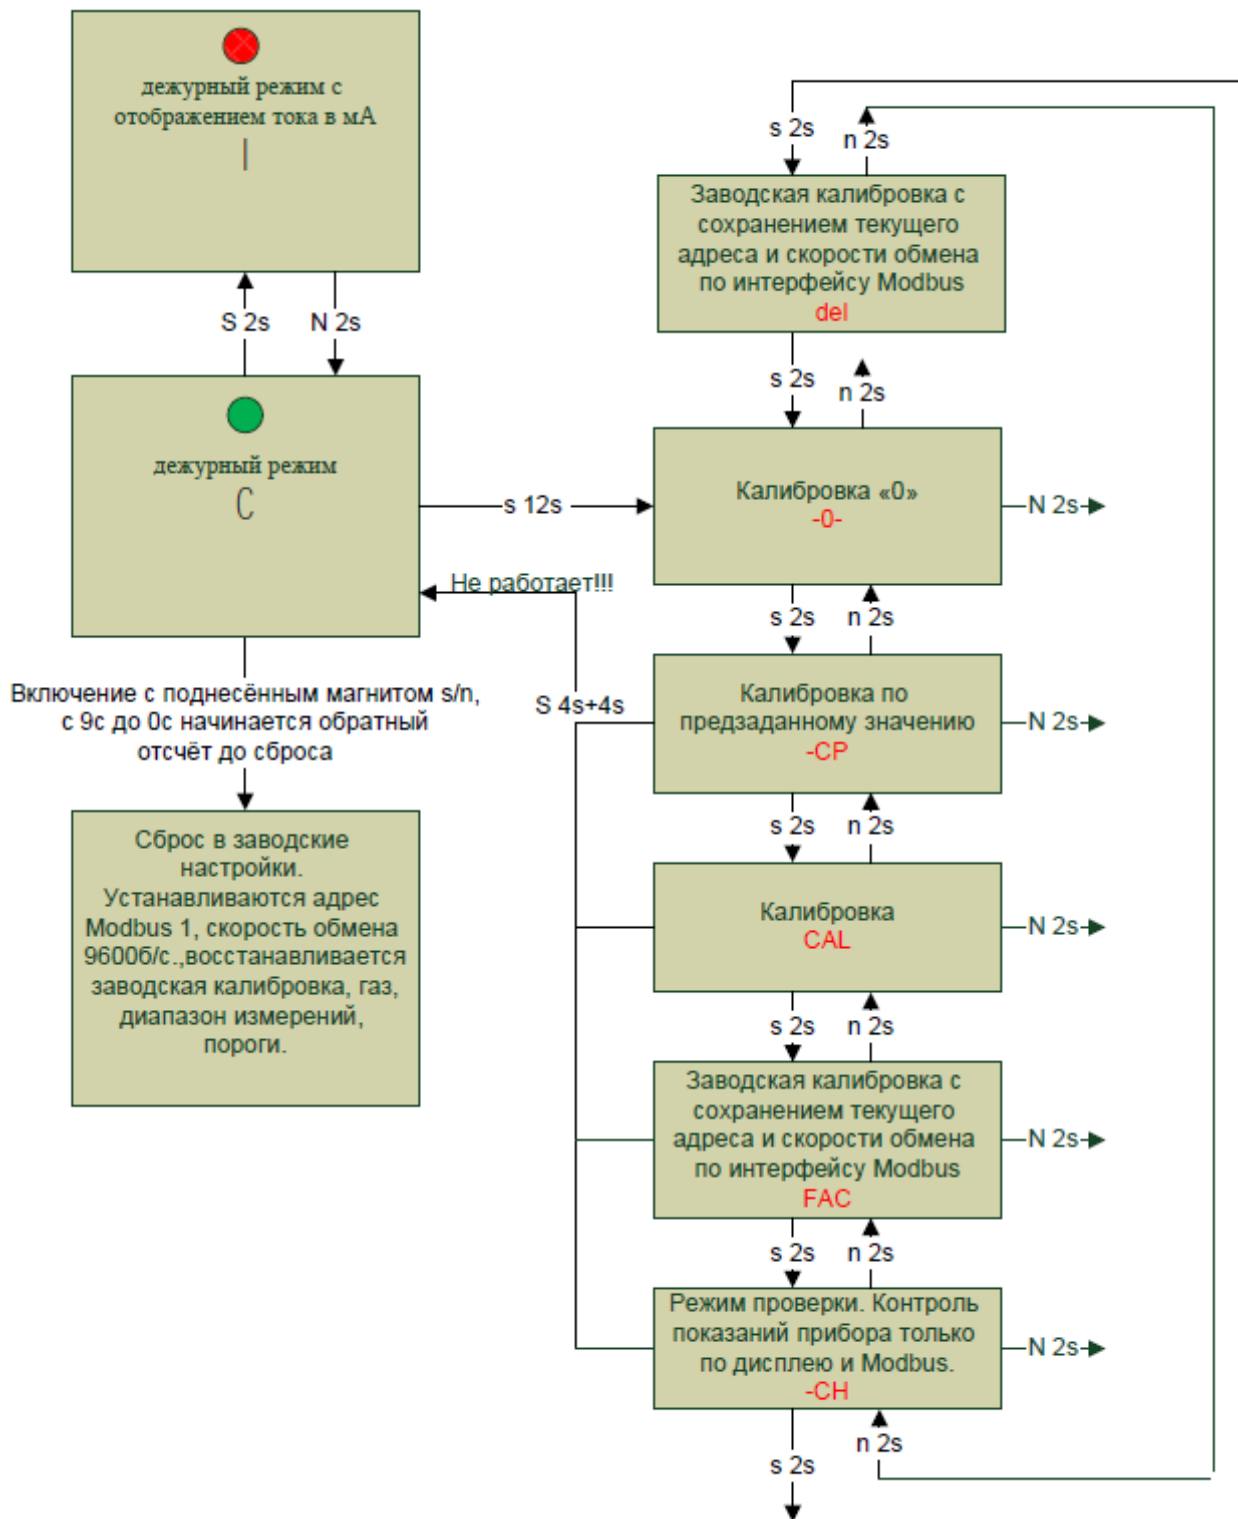 дежурный режим с
отображением тока в мА
I
S 2s
N 2s
дежурный режим
C
s 12s
Не работает!!!
S 4s+4s
Включение с поднесённым магнитом s/n,
с 9с до 0с начинается обратный
отсчёт до сброса
Сброс в заводские
настройки.
Устанавливаются адрес
Modbus 1, скорость обмена
9600б/с.,восстанавливается
заводская калибровка, газ,
диапазон измерений,
пороги.
s 2s
n 2s
Заводская калибровка с
сохранением текущего
адреса и скорости обмена
по интерфейсу Modbus
del
s 2s
n 2s
Калибровка «0»
-0-
N 2s
s 2s
n 2s
Калибровка по
предзаданному значению
-CP
N 2s
s 2s
n 2s
Калибровка
CAL
N 2s
s 2s
n 2s
Заводская калибровка с
сохранением текущего
адреса и скорости обмена
по интерфейсу Modbus
FAC
N 2s
s 2s
n 2s
Режим проверки. Контроль
показаний прибора только
по дисплею и Modbus.
-CH
N 2s
n 2s
s 2s